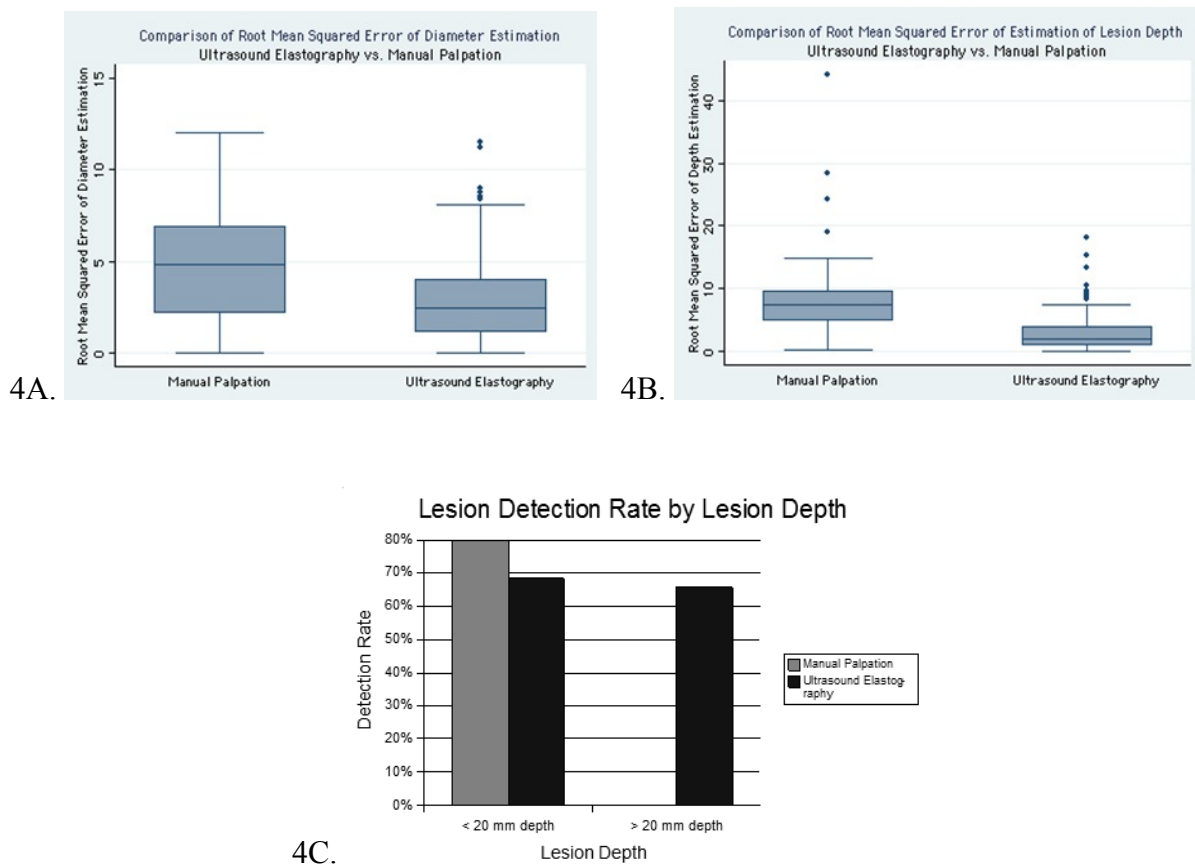 Comparison of Root Mean Squared Error of Diameter Estimation
Ultrasound Elastography vs. Manual Palpation
Root Mean Squared Error of Diameter Estimation
15
10
5
0
Manual Palpation
Ultrasound Elastography
4A.
Comparison of Root Mean Squared Error of Estimation of Lesion Depth
Ultrasound Elastography vs. Manual Palpation
Root Mean Squared Error of Depth Estimation
40
30
20
10
0
Manual Palpation
Ultrasound Elastography
4B.
Lesion Detection Rate by Lesion Depth
Detection Rate
80%
70%
60%
50%
40%
30%
20%
10%
0%
< 20 mm depth
> 20 mm depth
Lesion Depth
Manual Palpation
Ultrasound Elastog-
raphy
4C.